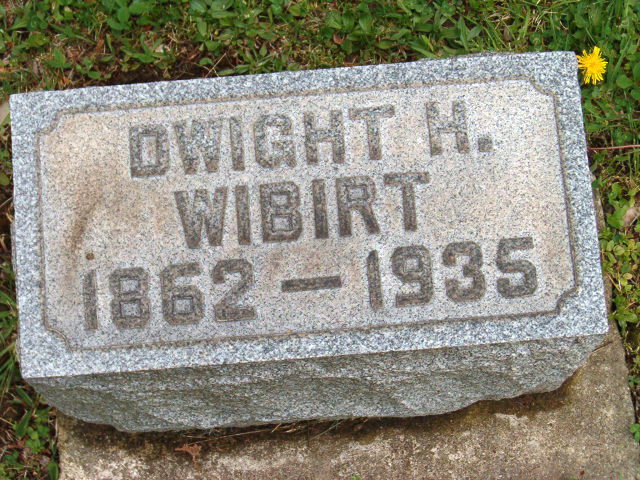 DWIGHT H.
WIBIRT
1862 — 1935